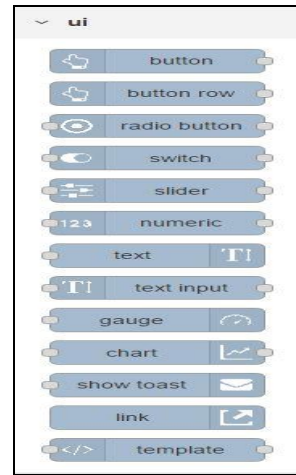 ui
button
button row
radio button
switch
slider
123 numeric
text T
TI text input
gauge
chart
show toast
link
</> template